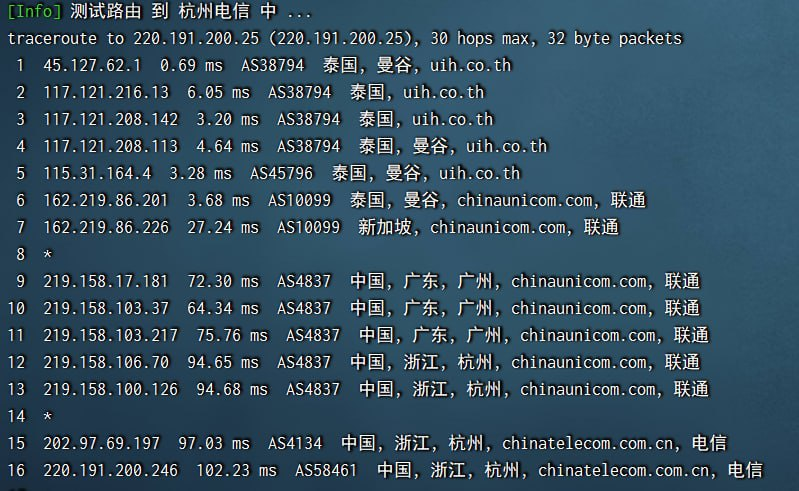 [Info] 测试路由 到 杭州电信 中 ...
traceroute to 220.191.200.25 (220.191.200.25), 30 hops max, 32 byte packets
1 45.127.62.1 0.69 ms AS38794 泰国, 曼谷, uih.co.th
2 117.121.216.13 6.05 ms AS38794 泰国, uih.co.th
3 117.121.208.142 3.20 ms AS38794 泰国, uih.co.th
4 117.121.208.113 4.64 ms AS38794 泰国, 曼谷, uih.co.th
5 115.31.164.4 3.28 ms AS45796 泰国, 曼谷, uih.co.th
6 162.219.86.201 3.68 ms AS10099 泰国, 曼谷, chinaunicom.com, 联通
7 162.219.86.226 27.24 ms AS10099 新加坡, chinaunicom.com, 联通
8 *
9 219.158.17.181 72.30 ms AS4837 中国, 广东, 广州, chinaunicom.com, 联通
10 219.158.103.37 64.34 ms AS4837 中国, 广东, 广州, chinaunicom.com, 联通
11 219.158.103.217 75.76 ms AS4837 中国, 广东, 广州, chinaunicom.com, 联通
12 219.158.106.70 94.65 ms AS4837 中国, 浙江, 杭州, chinaunicom.com, 联通
13 219.158.100.126 94.68 ms AS4837 中国, 浙江, 杭州, chinaunicom.com, 联通
14 *
15 202.97.69.197 97.03 ms AS4134 中国, 浙江, 杭州, chinatelecom.com.cn, 电信
16 220.191.200.246 102.23 ms AS58461 中国, 浙江, 杭州, chinatelecom.com.cn, 电信